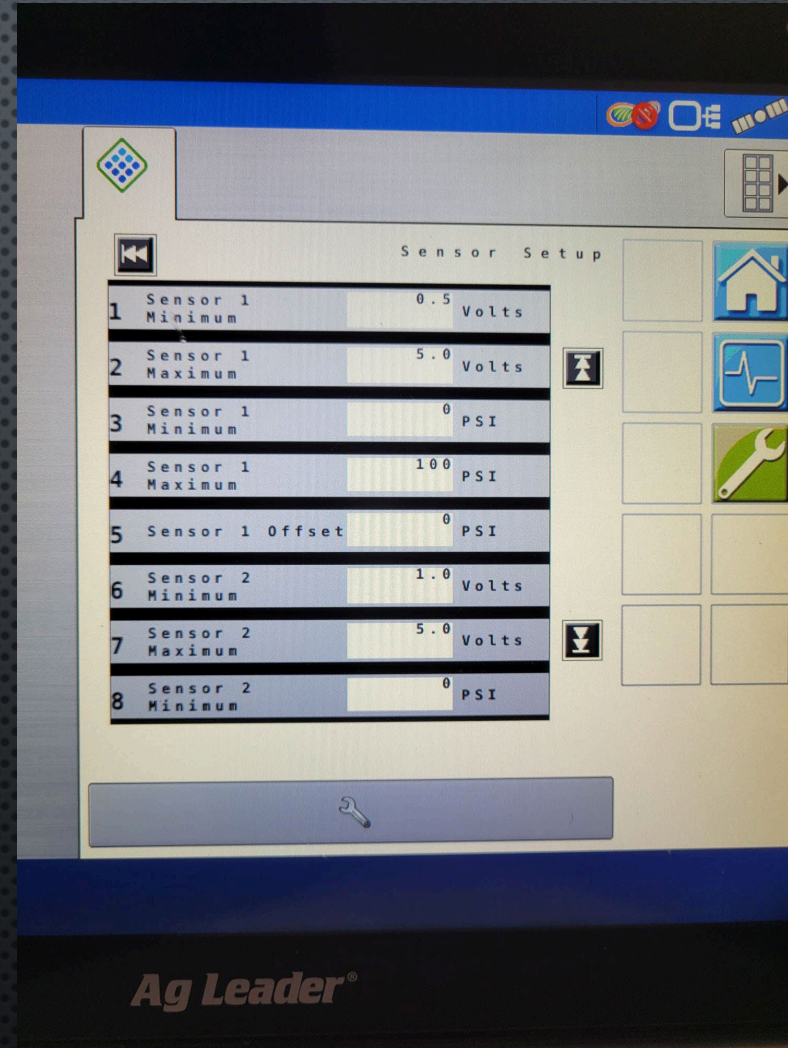 Sensor Setup
1 Sensor 1 Minimum 0.5 Volts
2 Sensor 1 Maximum 5.0 Volts
3 Sensor 1 Minimum 0 PSI
4 Sensor 1 Maximum 100 PSI
5 Sensor 1 Offset 0 PSI
6 Sensor 2 Minimum 1.0 Volts
7 Sensor 2 Maximum 5.0 Volts
8 Sensor 2 Minimum 0 PSI
Ag Leader®